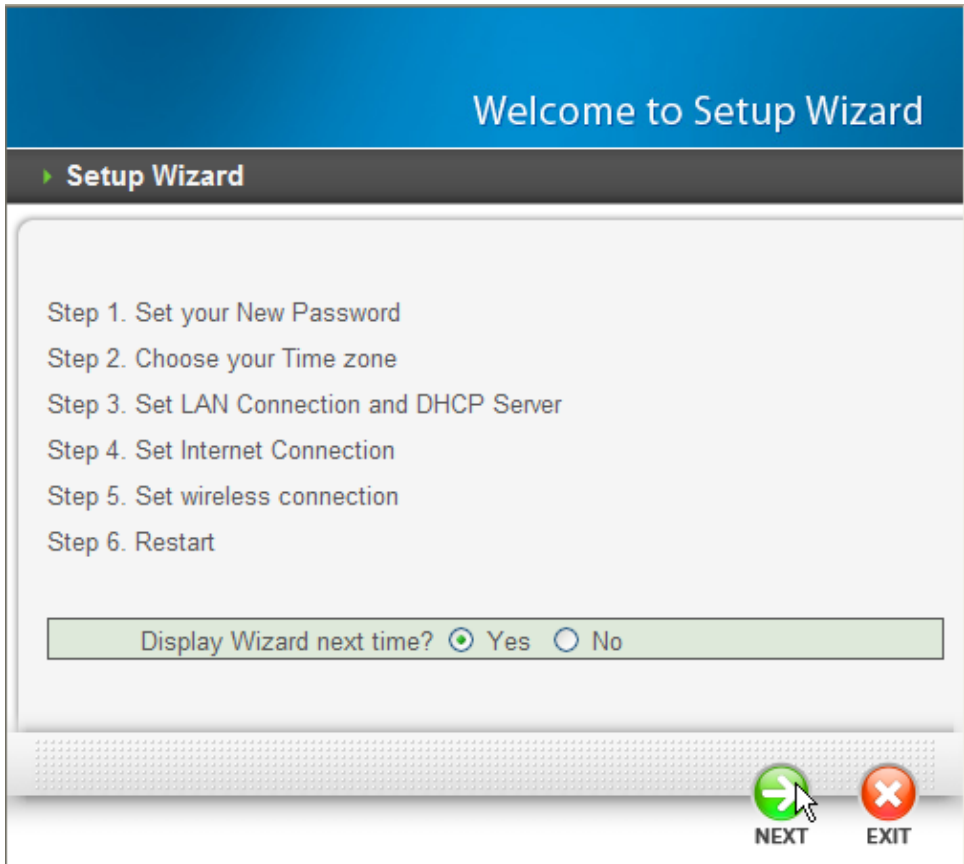 Welcome to Setup Wizard
Setup Wizard
Step 1. Set your New Password
Step 2. Choose your Time zone
Step 3. Set LAN Connection and DHCP Server
Step 4. Set Internet Connection
Step 5. Set wireless connection
Step 6. Restart
Display Wizard next time? Yes No
NEXT EXIT